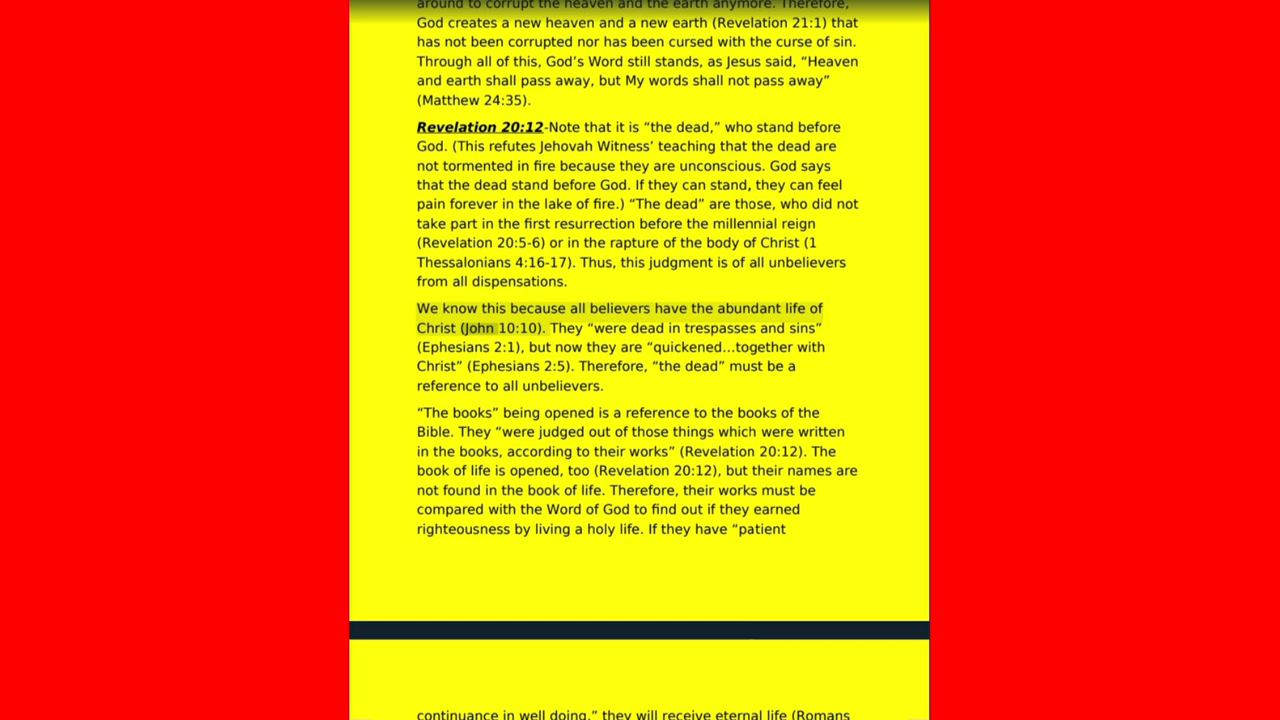 around to corrupt the heaven and the earth anymore. Therefore,
God creates a new heaven and a new earth (Revelation 21:1) that
has not been corrupted nor has been cursed with the curse of sin.
Through all of this, God’s Word still stands, as Jesus said, “Heaven
and earth shall pass away, but My words shall not pass away”
(Matthew 24:35).
Revelation 20:12-Note that it is “the dead,” who stand before
God. (This refutes Jehovah Witness’ teaching that the dead are
not tormented in fire because they are unconscious. God says
that the dead stand before God. If they can stand, they can feel
pain forever in the lake of fire.) “The dead” are those, who did not
take part in the first resurrection before the millennial reign
(Revelation 20:5-6) or in the rapture of the body of Christ (1
Thessalonians 4:16-17). Thus, this judgment is of all unbelievers
from all dispensations.
We know this because all believers have the abundant life of
Christ (John 10:10). They “were dead in trespasses and sins”
(Ephesians 2:1), but now they are “quickened…together with
Christ” (Ephesians 2:5). Therefore, “the dead” must be a
reference to all unbelievers.
“The books” being opened is a reference to the books of the
Bible. They “were judged out of those things which were written
in the books, according to their works” (Revelation 20:12). The
book of life is opened, too (Revelation 20:12), but their names are
not found in the book of life. Therefore, their works must be
compared with the Word of God to find out if they earned
righteousness by living a holy life. If they have “patient
continuance in well doing,” they will receive eternal life (Romans